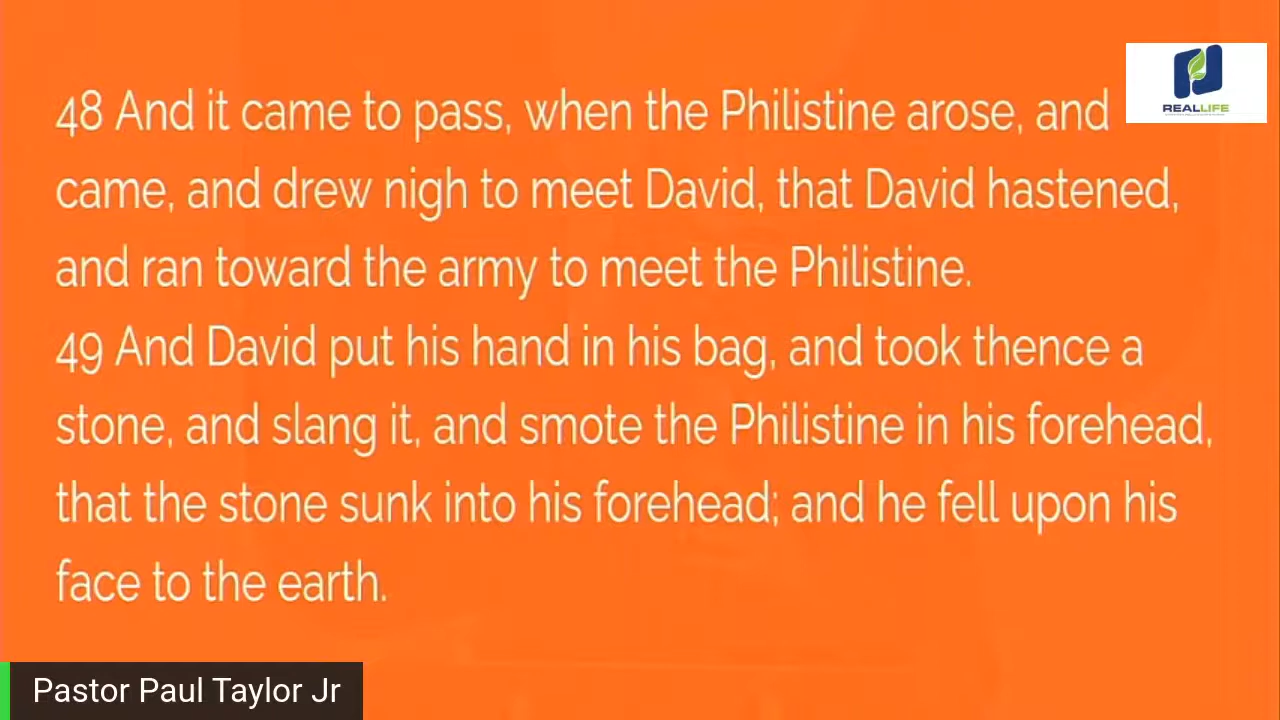 48 And it came to pass, when the Philistine arose, and
came, and drew nigh to meet David, that David hastened,
and ran toward the army to meet the Philistine.
49 And David put his hand in his bag, and took thence a
stone, and slang it, and smote the Philistine in his forehead,
that the stone sunk into his forehead; and he fell upon his
face to the earth.
REALLIFE
Pastor Paul Taylor Jr